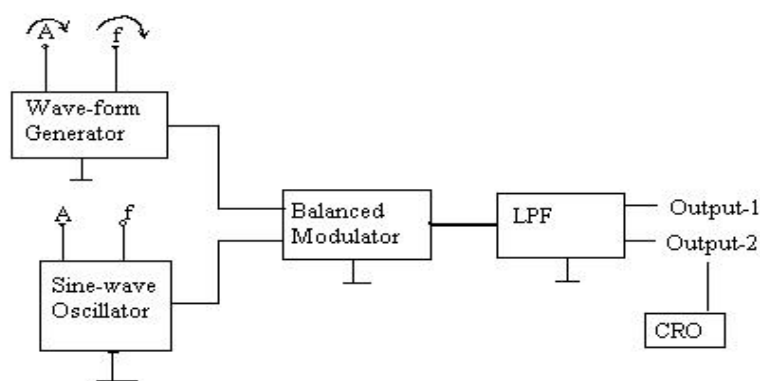 A f
Wave-form
Generator
A f
Sine-wave
Oscillator
Balanced
Modulator
LPF
Output-1
Output-2
CRO